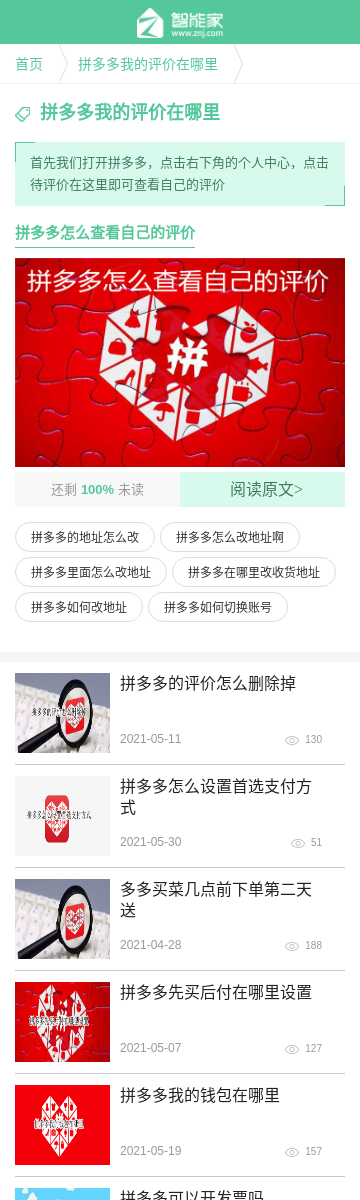 智能家
www.znj.com
首页
拼多多我的评价在哪里
拼多多我的评价在哪里
首先我们打开拼多多，点击右下角的个人中心，点击
待评价在这里即可查看自己的评价
拼多多怎么查看自己的评价
拼多多怎么查看自己的评价
拼
还剩 100% 未读
阅读原文>
拼多多的地址怎么改
拼多多怎么改地址啊
拼多多里面怎么改地址
拼多多在哪里改收货地址
拼多多如何改地址
拼多多如何切换账号
拼多多的评价怎么删除掉
2021-05-11
130
拼多多怎么设置首选支付方
式
2021-05-30
51
多多买菜几点前下单第二天
送
2021-04-28
188
拼多多先买后付在哪里设置
2021-05-07
127
拼多多我的钱包在哪里
2021-05-19
157
拼多多可以开发票吗